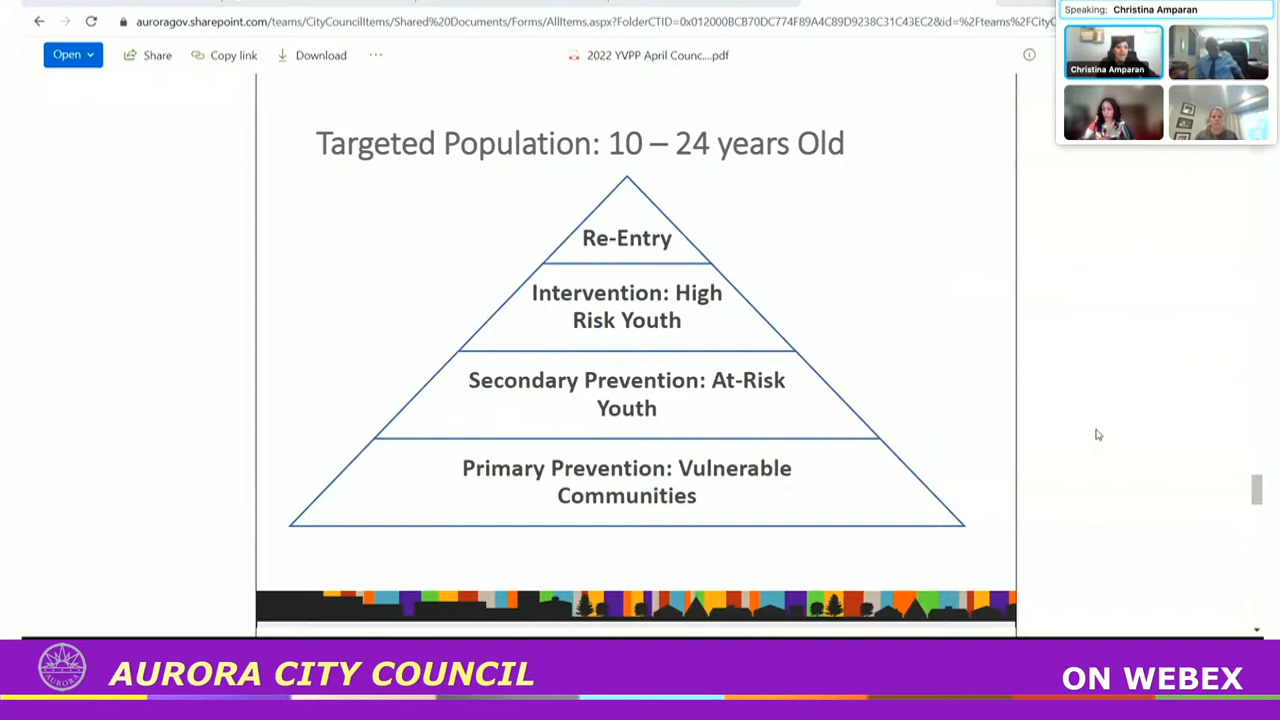 auroragov.sharepoint.com/teams/CityCouncilItems/Shared%20Documents/Forms/AllItems.aspx?FolderCTID=0x012000BCB70DC774F89A4C89D9238C31C43EC2&id=%2Fteams%2FCityC
Speaking: Christina Amparan
Open
Share
Copy link
Download
2022 YVPP April Counc....pdf
Christina Amparan
Targeted Population: 10 – 24 years Old
Re-Entry
Intervention: High
Risk Youth
Secondary Prevention: At-Risk
Youth
Primary Prevention: Vulnerable
Communities
AURORA
AURORA CITY COUNCIL
ON WEBEX